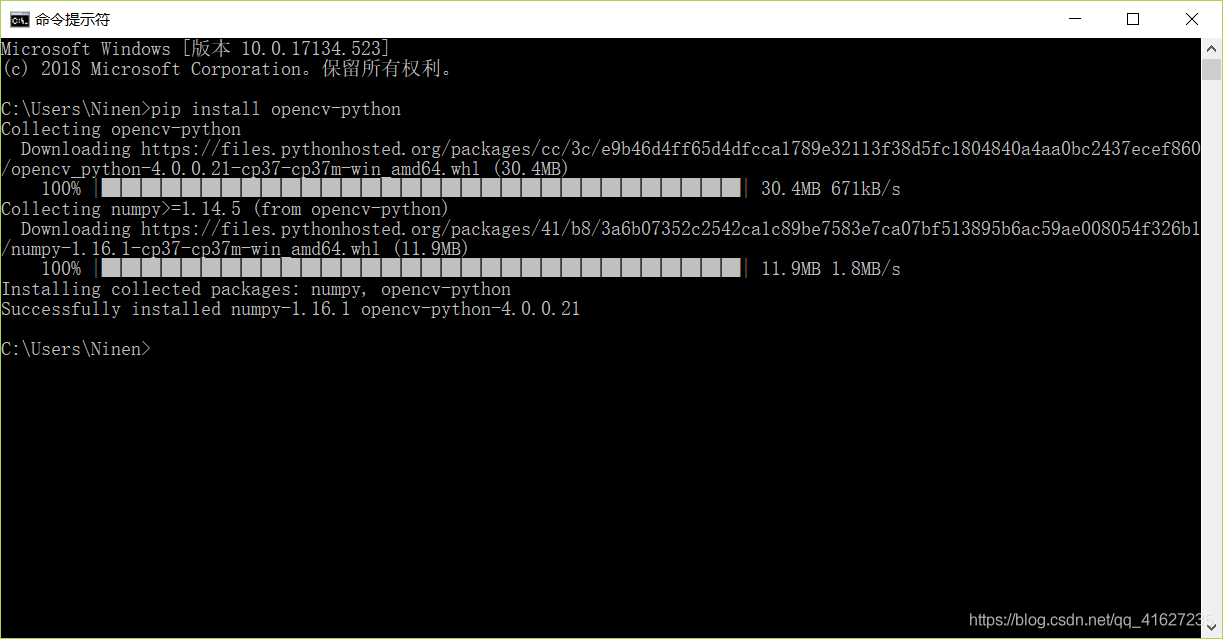 命令提示符
Microsoft Windows [版本 10.0.17134.523]
(c) 2018 Microsoft Corporation。保留所有权利。
C:\Users\Ninen>pip install opencv-python
Collecting opencv-python
Downloading https://files.pythonhosted.org/packages/cc/3c/e9b46d4ff65d4dfcca1789e32113f38d5fc1804840a4aa0bc2437ecef860
/opencv_python-4.0.0.21-cp37-cp37m-win_amd64.whl (30.4MB)
100% | | 30.4MB 671kB/s
Collecting numpy>=1.14.5 (from opencv-python)
Downloading https://files.pythonhosted.org/packages/41/b8/3a6b07352c2542ca1c89be7583e7ca07bf513895b6ac59ae008054f326b1
/numpy-1.16.1-cp37-cp37m-win_amd64.whl (11.9MB)
100% | | 11.9MB 1.8MB/s
Installing collected packages: numpy, opencv-python
Successfully installed numpy-1.16.1 opencv-python-4.0.0.21
C:\Users\Ninen>
https://blog.csdn.net/qq_41627235